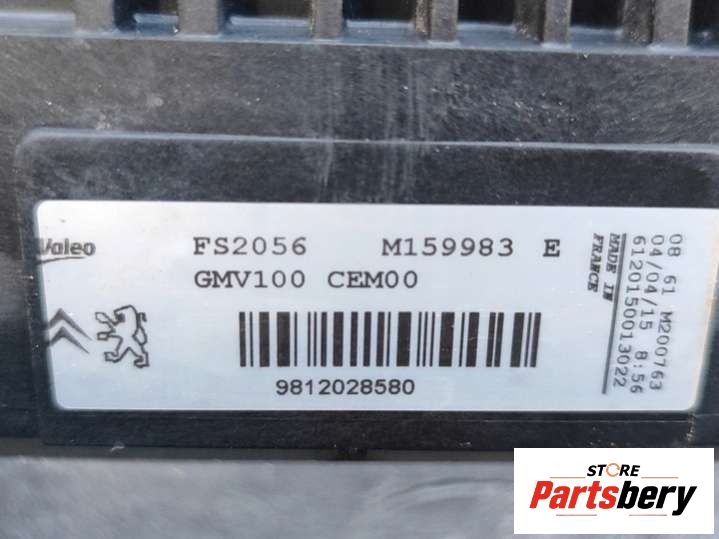 Valeo
FS2056 M159983 E
GMV100 CEM00
9812028580
MADE IN
FRANCE
08 61 M200763
04/04/15 8:56
6120150013022
STORE
Partsbery